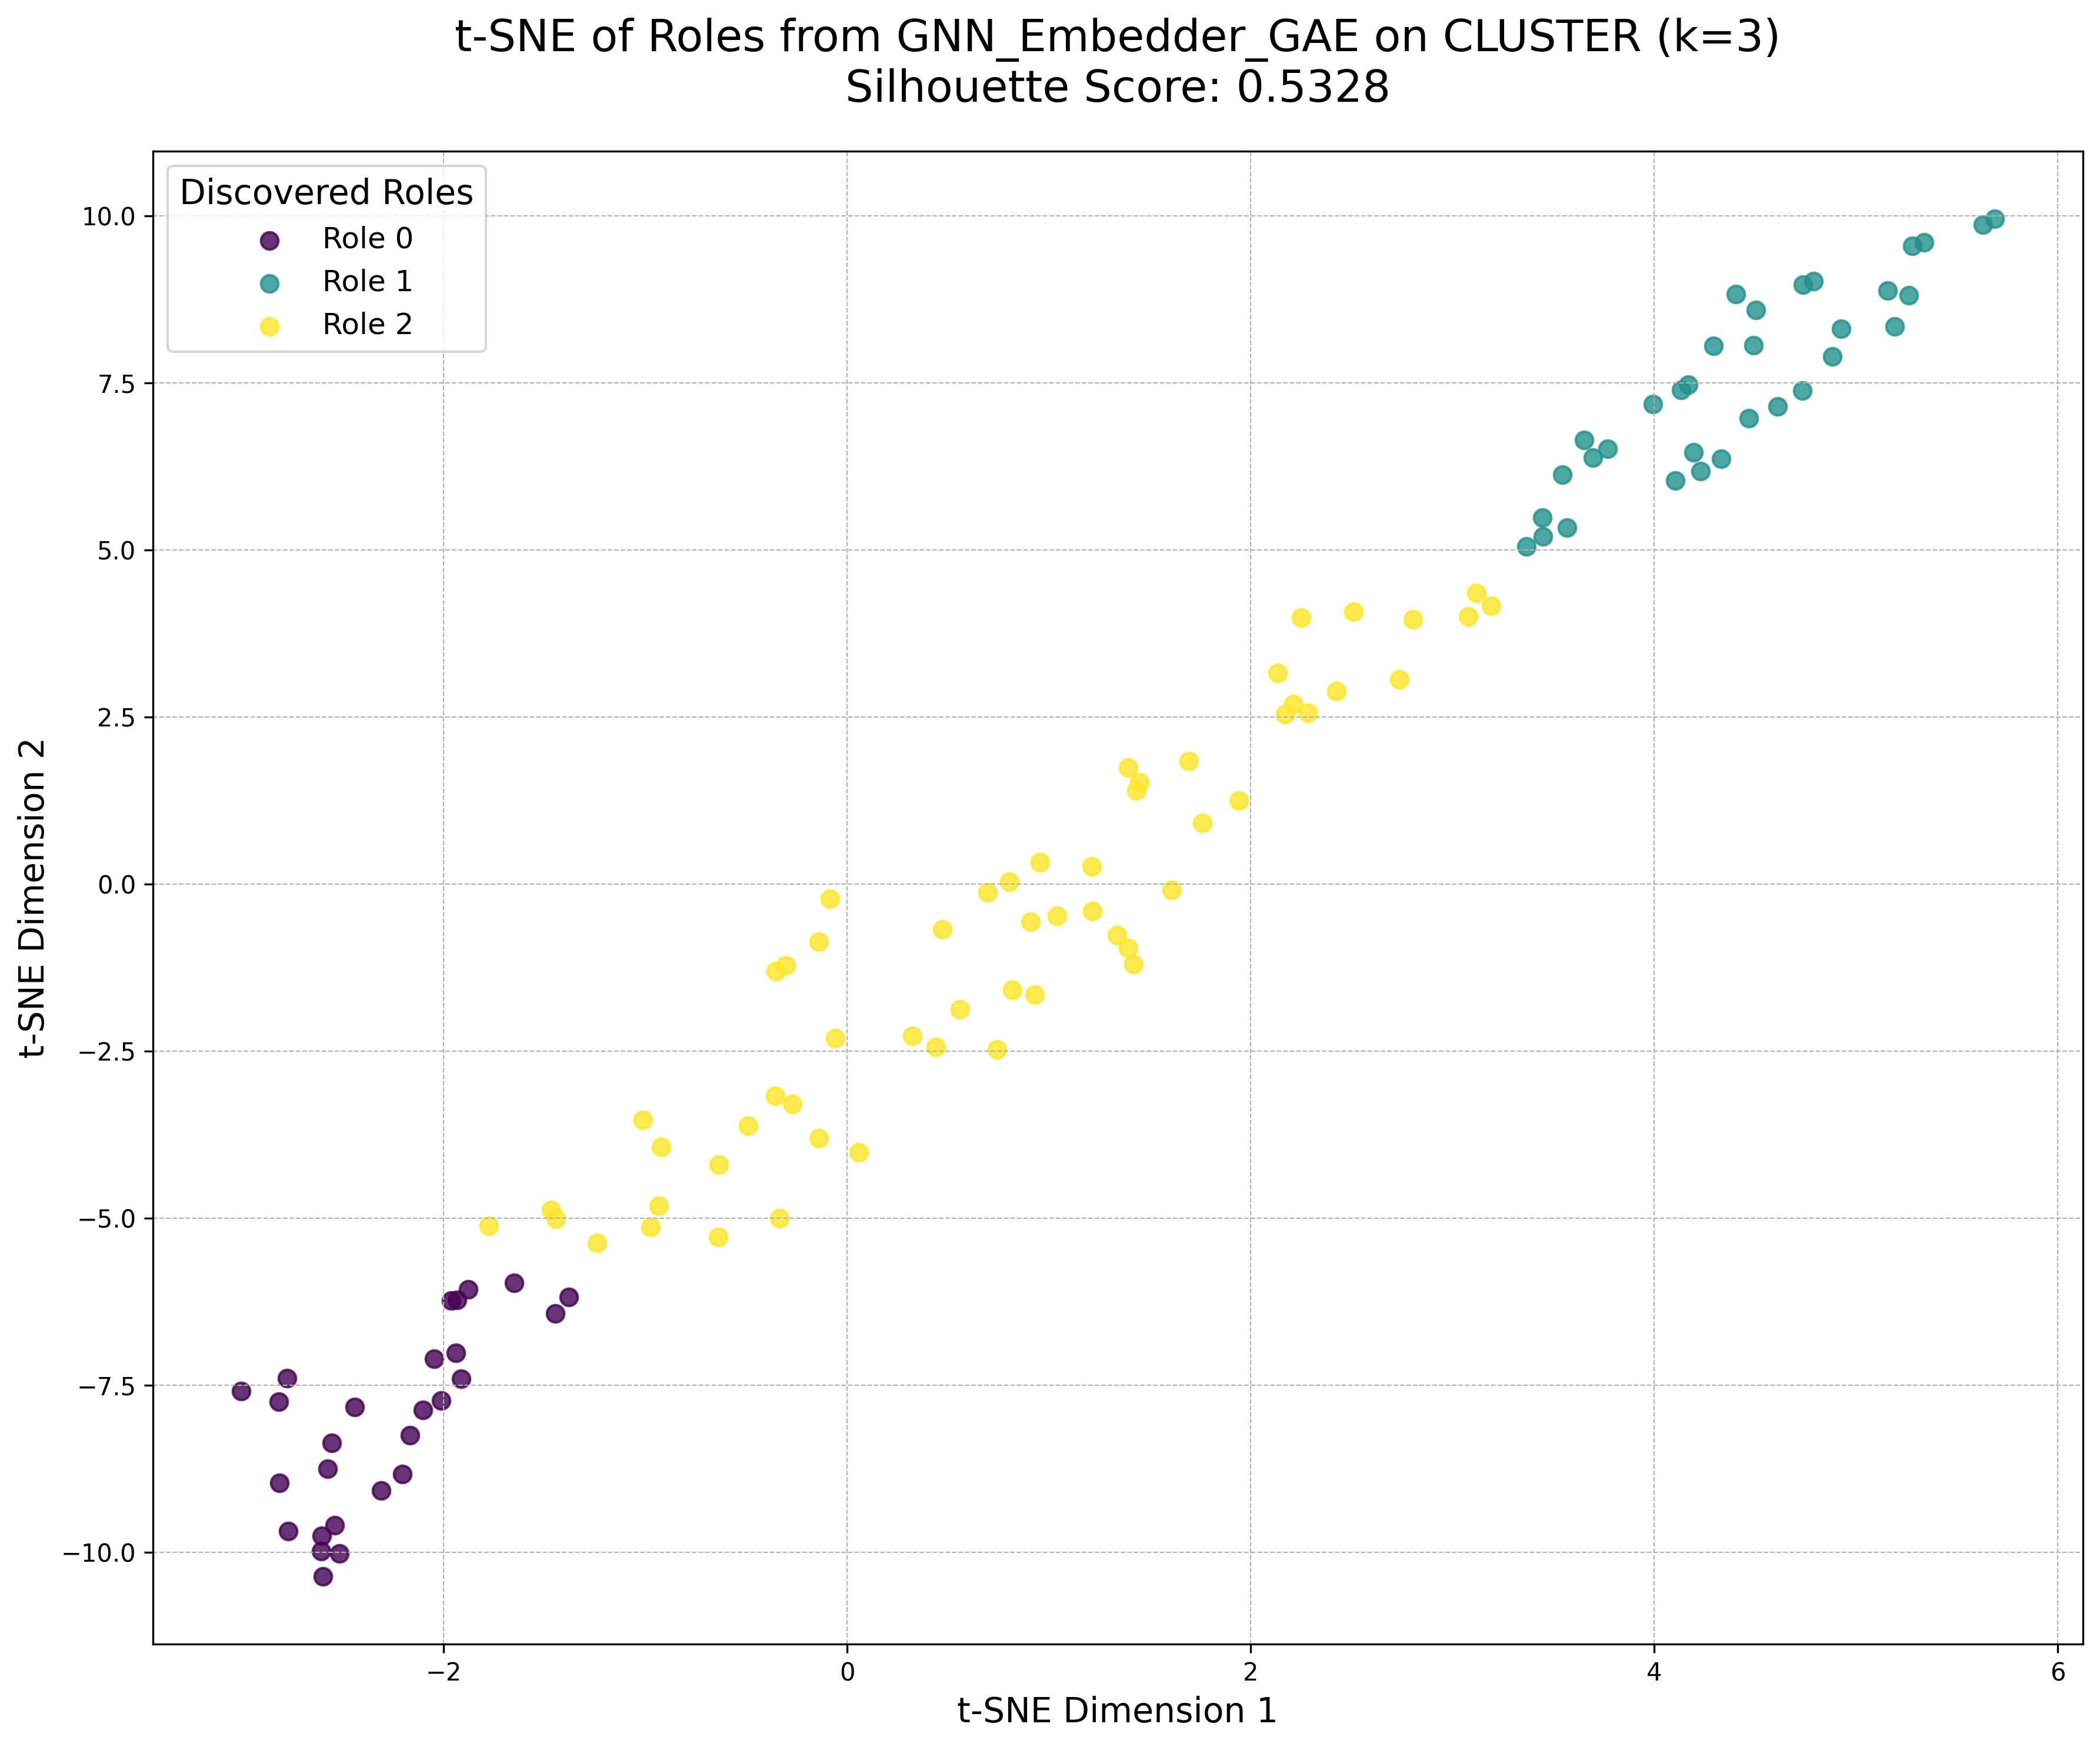 t-SNE of Roles from GNN_Embedder_GAE on CLUSTER (k=3)
Silhouette Score: 0.5328
Discovered Roles
Role 0
Role 1
Role 2
10.0
7.5
5.0
2.5
0.0
−2.5
−5.0
−7.5
−10.0
t-SNE Dimension 2
−2
0
2
4
6
t-SNE Dimension 1